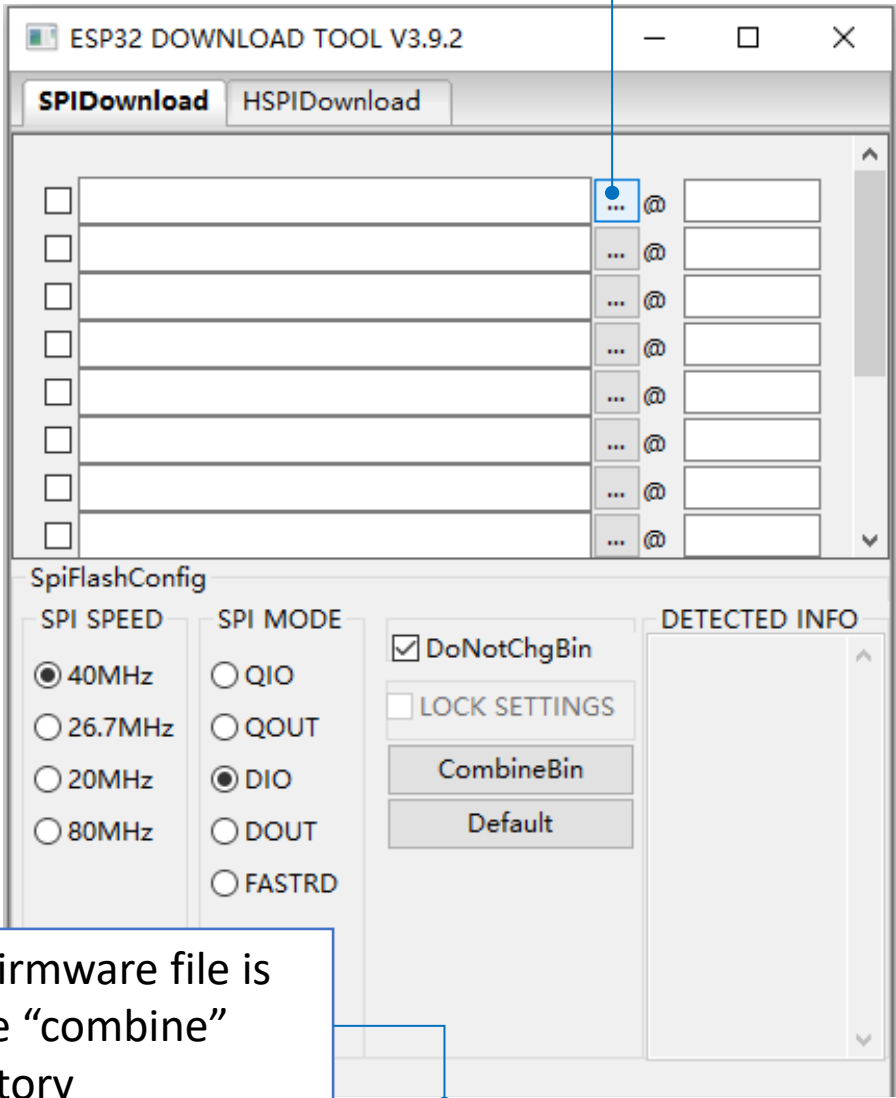 ESP32 DOWNLOAD TOOL V3.9.2
SPIDownload HSPIDownload
... @
... @
... @
... @
... @
... @
... @
... @
SpiFlashConfig
SPI SPEED
40MHz
26.7MHz
20MHz
80MHz
SPI MODE
QIO
QOUT
DIO
DOUT
FASTRD
DoNotChgBin
LOCK SETTINGS
CombineBin
Default
DETECTED INFO
irmware file is
e “combine”
tory